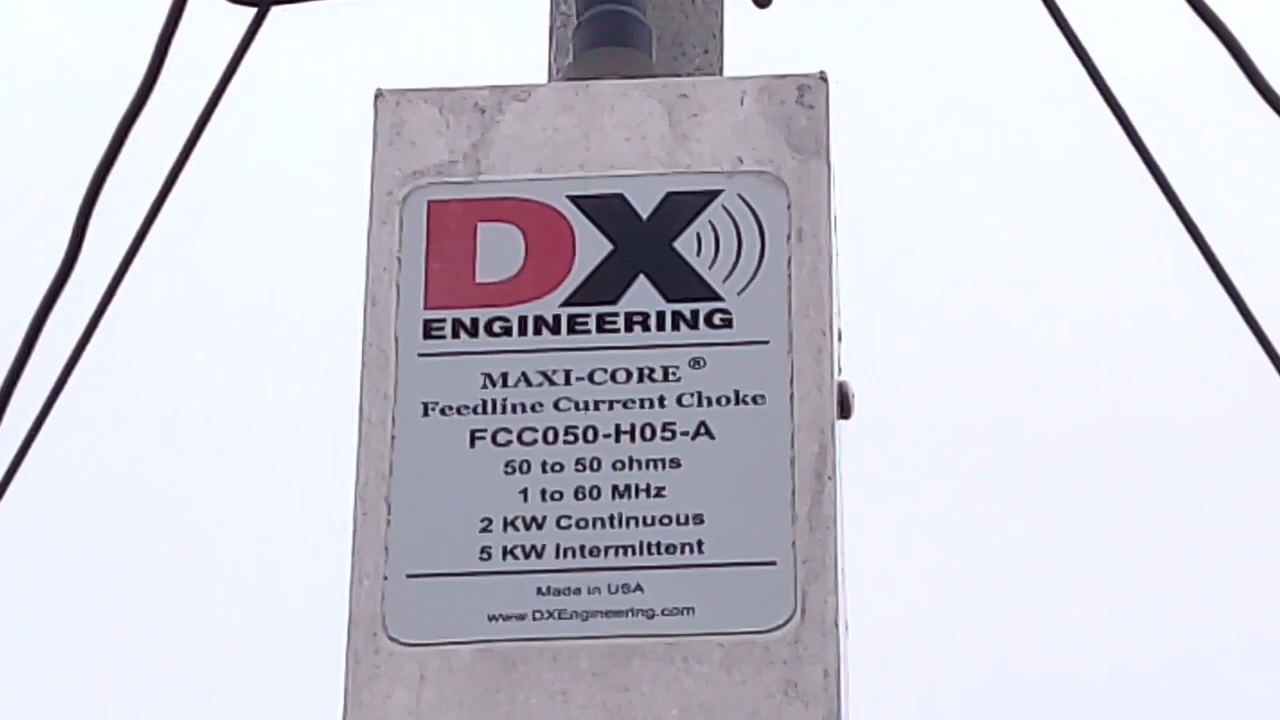 DX
ENGINEERING
MAXI-CORE®
Feedline Current Choke
FCC050-H05-A
50 to 50 ohms
1 to 60 MHz
2 KW Continuous
5 KW Intermittent
Made in USA
www.DXEngineering.com